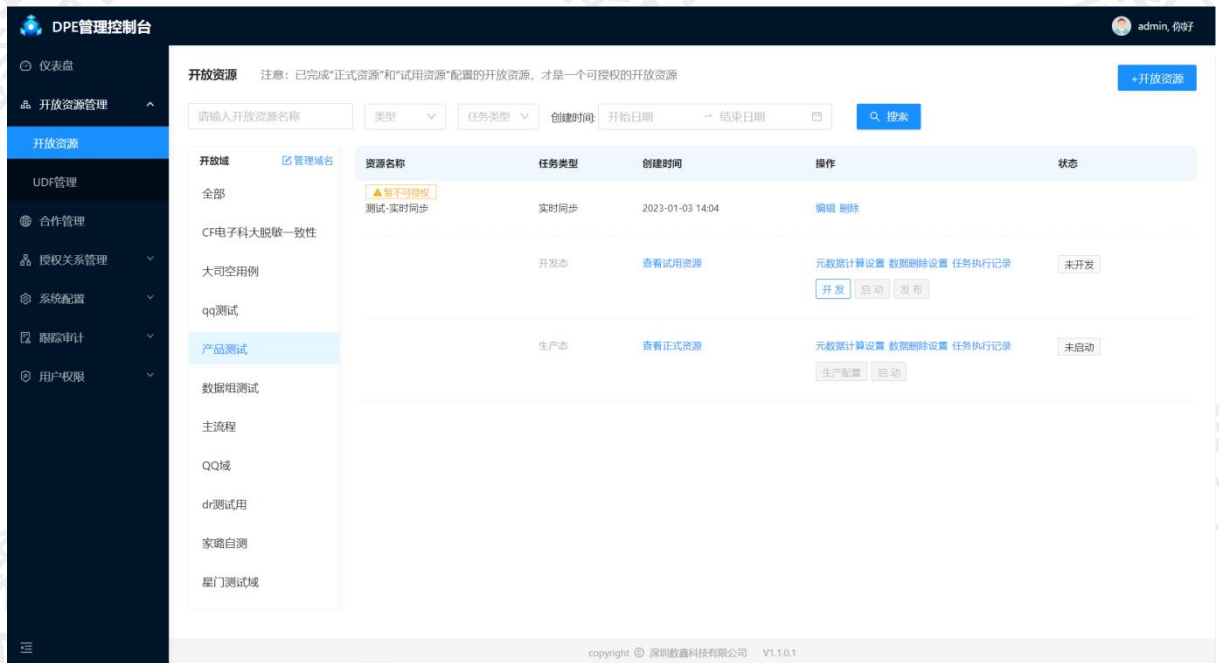 DPE管理控制台
admin, 你好
仪表盘
开放资源管理
开放资源
UDF管理
合作管理
授权关系管理
系统配置
跟踪审计
用户权限
开放资源 注意：已完成“正式资源”和“试用资源”配置的开放资源，才是一个可授权的开放资源
+开放资源
请输入开放资源名称 类型 任务类型 创建时间: 开始日期 → 结束日期 搜索
开放域 管理域名
全部
CF电子科大脱敏一致性
大司空用例
qq测试
产品测试
数据组测试
主流程
QQ域
dr测试用
家璐自测
星门测试域
资源名称 任务类型 创建时间 操作 状态
暂不可授权
测试-实时同步 实时同步 2023-01-03 14:04 编辑 删除
开发态 查看试用资源 元数据计算设置 数据删除设置 任务执行记录 未开发
开发 启动 发布
生产态 查看正式资源 元数据计算设置 数据删除设置 任务执行记录 未启动
生产配置 启动
copyright © 深圳数鑫科技有限公司 V1.1.0.1